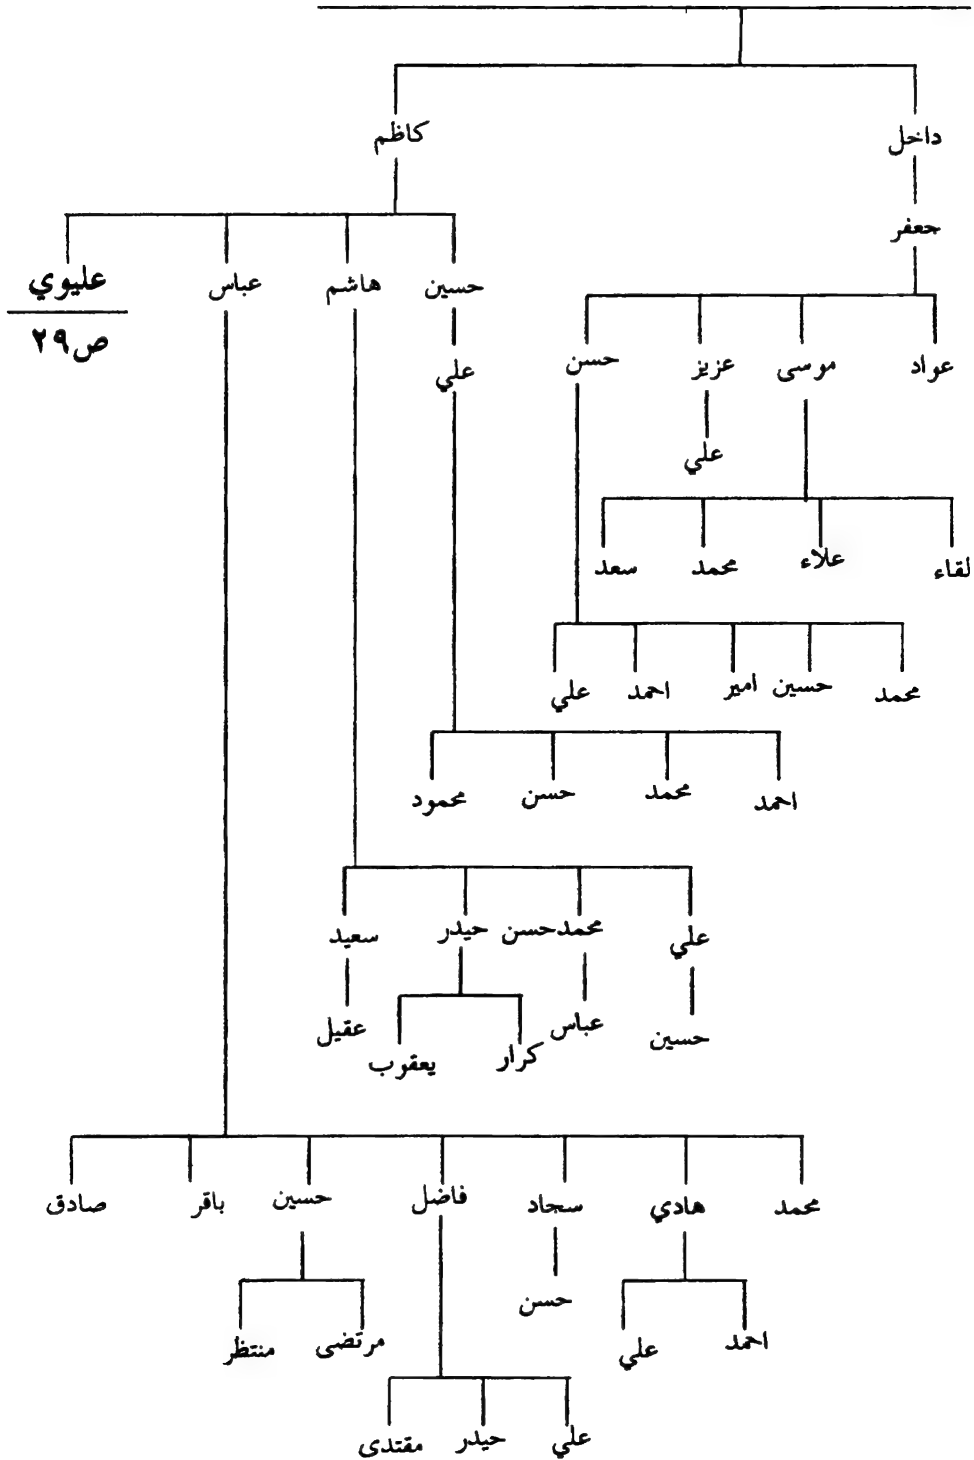 داخل كاظم
جعفر
حسين هاشم عباس عليوي
ص٢٩
عواد موسى عزيز حسن
علي
علي
لقاء علاء محمد سعد
محمد حسين امير احمد علي
احمد محمد حسن محمود
علي محمدحسن حيدر سعيد
حسين عباس كرار يعقوب عقيل
محمد هادي سجاد فاضل حسين باقر صادق
حسن
احمد علي مرتضى منتظر
علي حيدر مقتدى